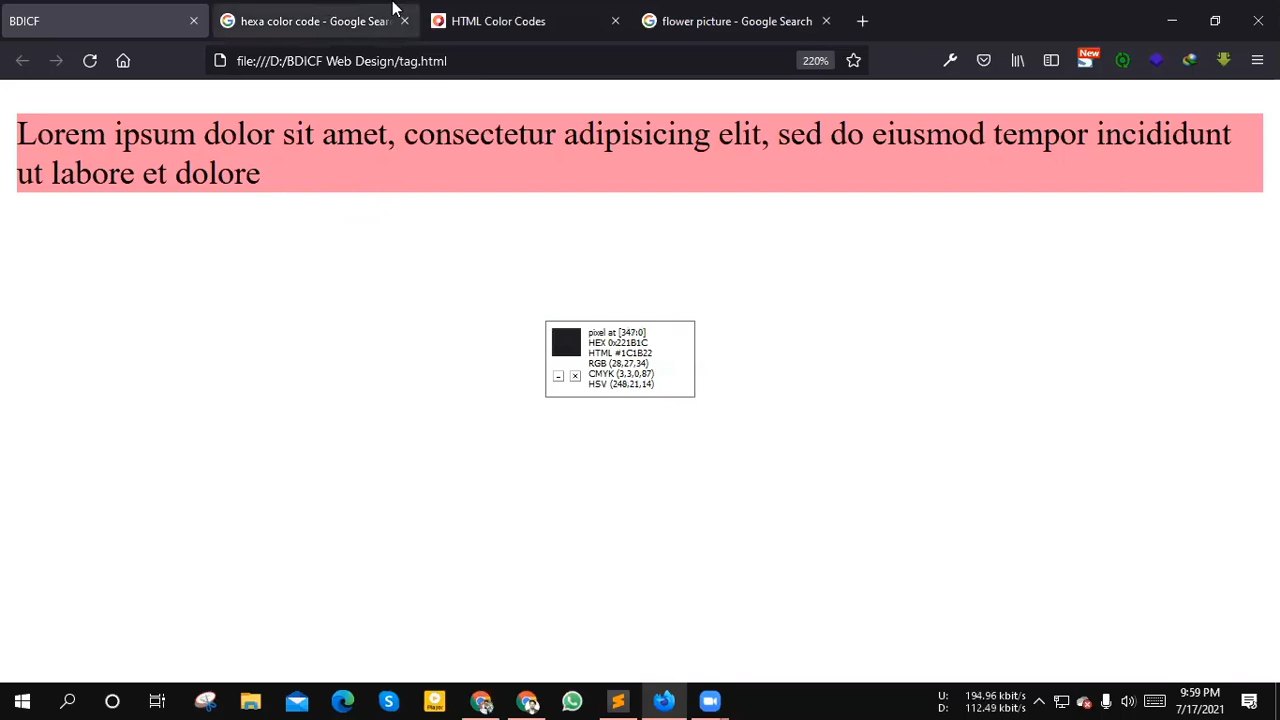 BDICF
hexa color code - Google Sear
HTML Color Codes
flower picture - Google Search
file:///D:/BDICF Web Design/tag.html
220%
New
Lorem ipsum dolor sit amet, consectetur adipisicing elit, sed do eiusmod tempor incididunt
ut labore et dolore
pixel at [347:0]
HEX 0x221B1C
HTML #1C1B22
RGB (28,27,34)
CMYK (3,3,0,87)
HSV (248,21,14)
U: 194.96 kbit/s
D: 112.49 kbit/s
9:59 PM
7/17/2021